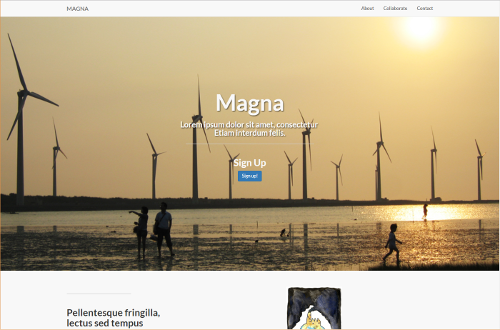 MAGNA
About Collaborate Contact
Magna
Lorem ipsum dolor sit amet, consectetur
Etiam interdum felis.
Sign Up
Sign up!
Pellentesque fringilla,
lectus sed tempus